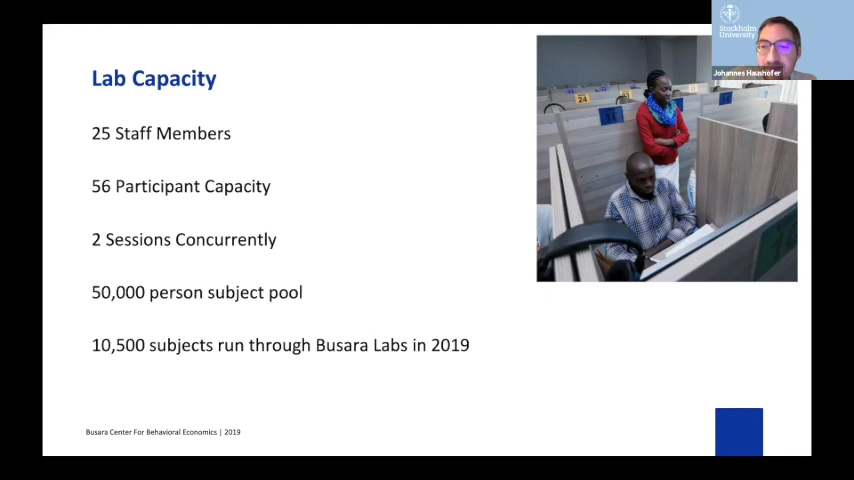 Lab Capacity
25 Staff Members
56 Participant Capacity
2 Sessions Concurrently
50,000 person subject pool
10,500 subjects run through Busara Labs in 2019
Busara Center For Behavioral Economics | 2019
Stockholm
University
Johannes Haushofer
24